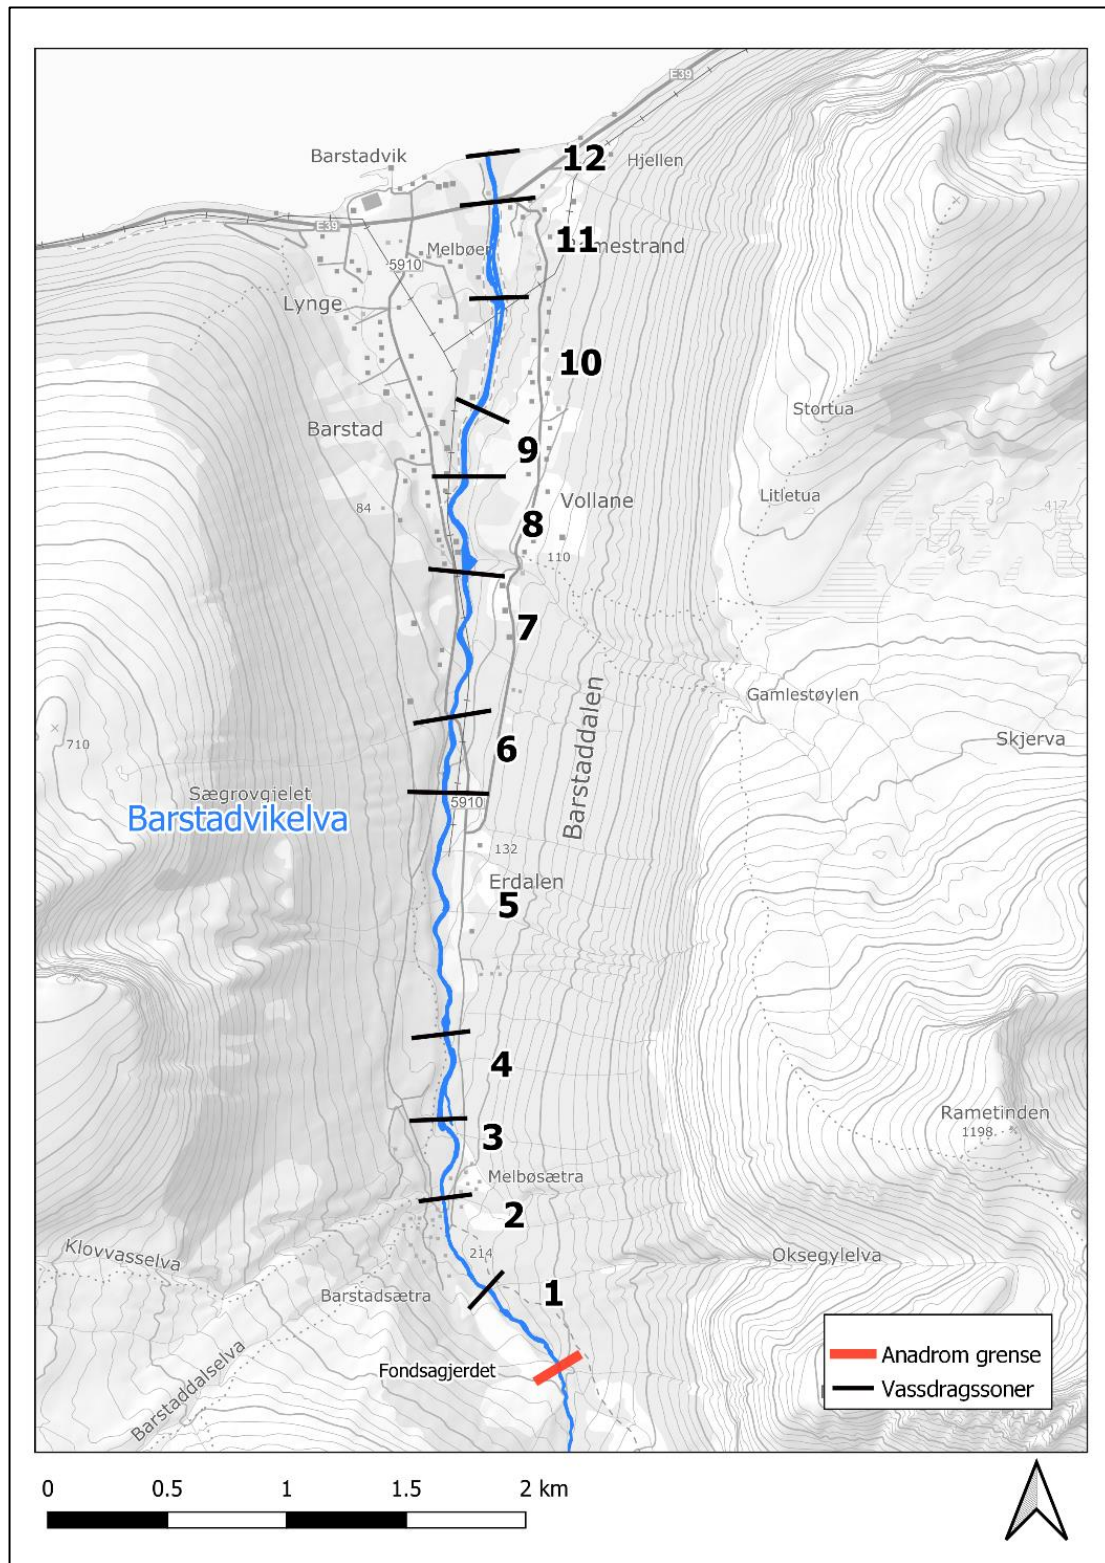 E39
Barstadvik
12
Hjellen
E39
11
Melbøen
mestrand
5910
Lynge
10
Stortua
Barstad
9
Litletua
417
84
8
Vollane
110
7
Barstaddalen
Gamlestøylen
Skjerva
710
6
Sægrovgjelet
5910
Barstadvikelva
132
Erdalen
5
4
Rametinden
1198
3
Melbøsætra
2
Klovvasselva
214
Oksegylelva
Barstadsætra
1
Fondsagjerdet
Barstaddalselva
Anadrom grense
Vassdragssoner
0 0.5 1 1.5 2 km